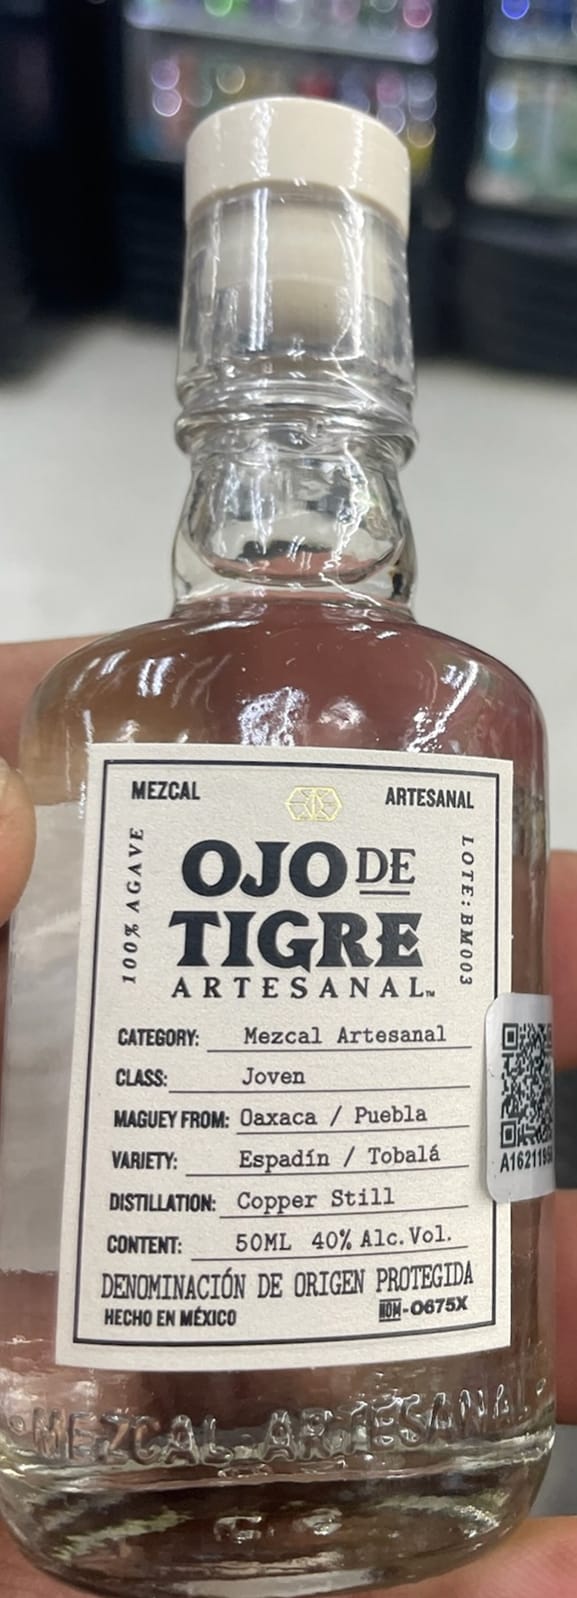 MEZCAL
ARTESANAL
100% AGAVE
LOTE: BM003
OJO DE
TIGRE
ARTESANAL™
CATEGORY: Mezcal Artesanal
CLASS: Joven
MAGUEY FROM: Oaxaca / Puebla
VARIETY: Espadín / Tobalá
DISTILLATION: Copper Still
CONTENT: 50ML 40% Alc. Vol.
DENOMINACIÓN DE ORIGEN PROTEGIDA
HECHO EN MÉXICO
NOM-O675X
MEZCAL·ARTESANAL